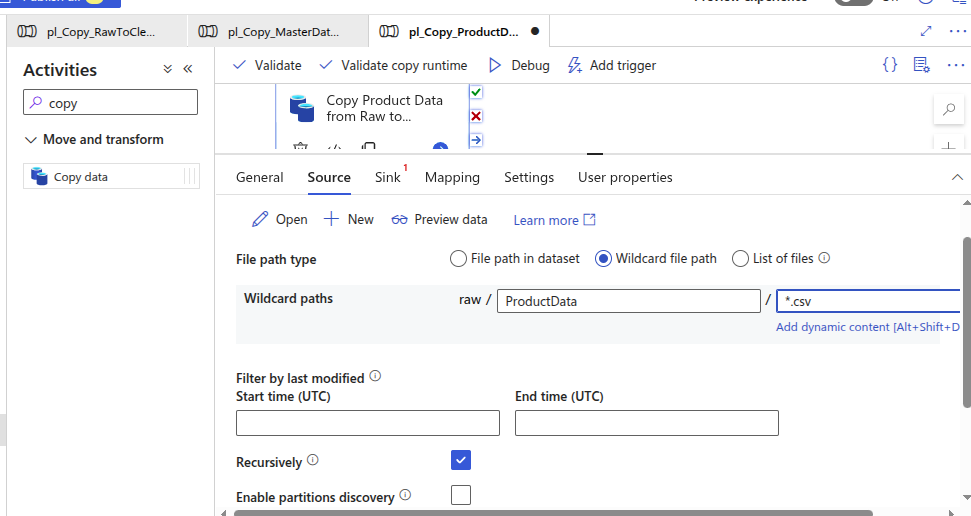 pl_Copy_RawToCle...
pl_Copy_MasterDat...
pl_Copy_ProductD...
Activities
copy
Move and transform
Copy data
Validate
Validate copy runtime
Debug
Add trigger
{}
Copy Product Data
from Raw to...
General
Source
Sink
1
Mapping
Settings
User properties
Open
New
Preview data
Learn more
File path type
File path in dataset
Wildcard file path
List of files
Wildcard paths
raw /
ProductData
/
*.csv
Add dynamic content [Alt+Shift+D
Filter by last modified
Start time (UTC)
End time (UTC)
Recursively
Enable partitions discovery